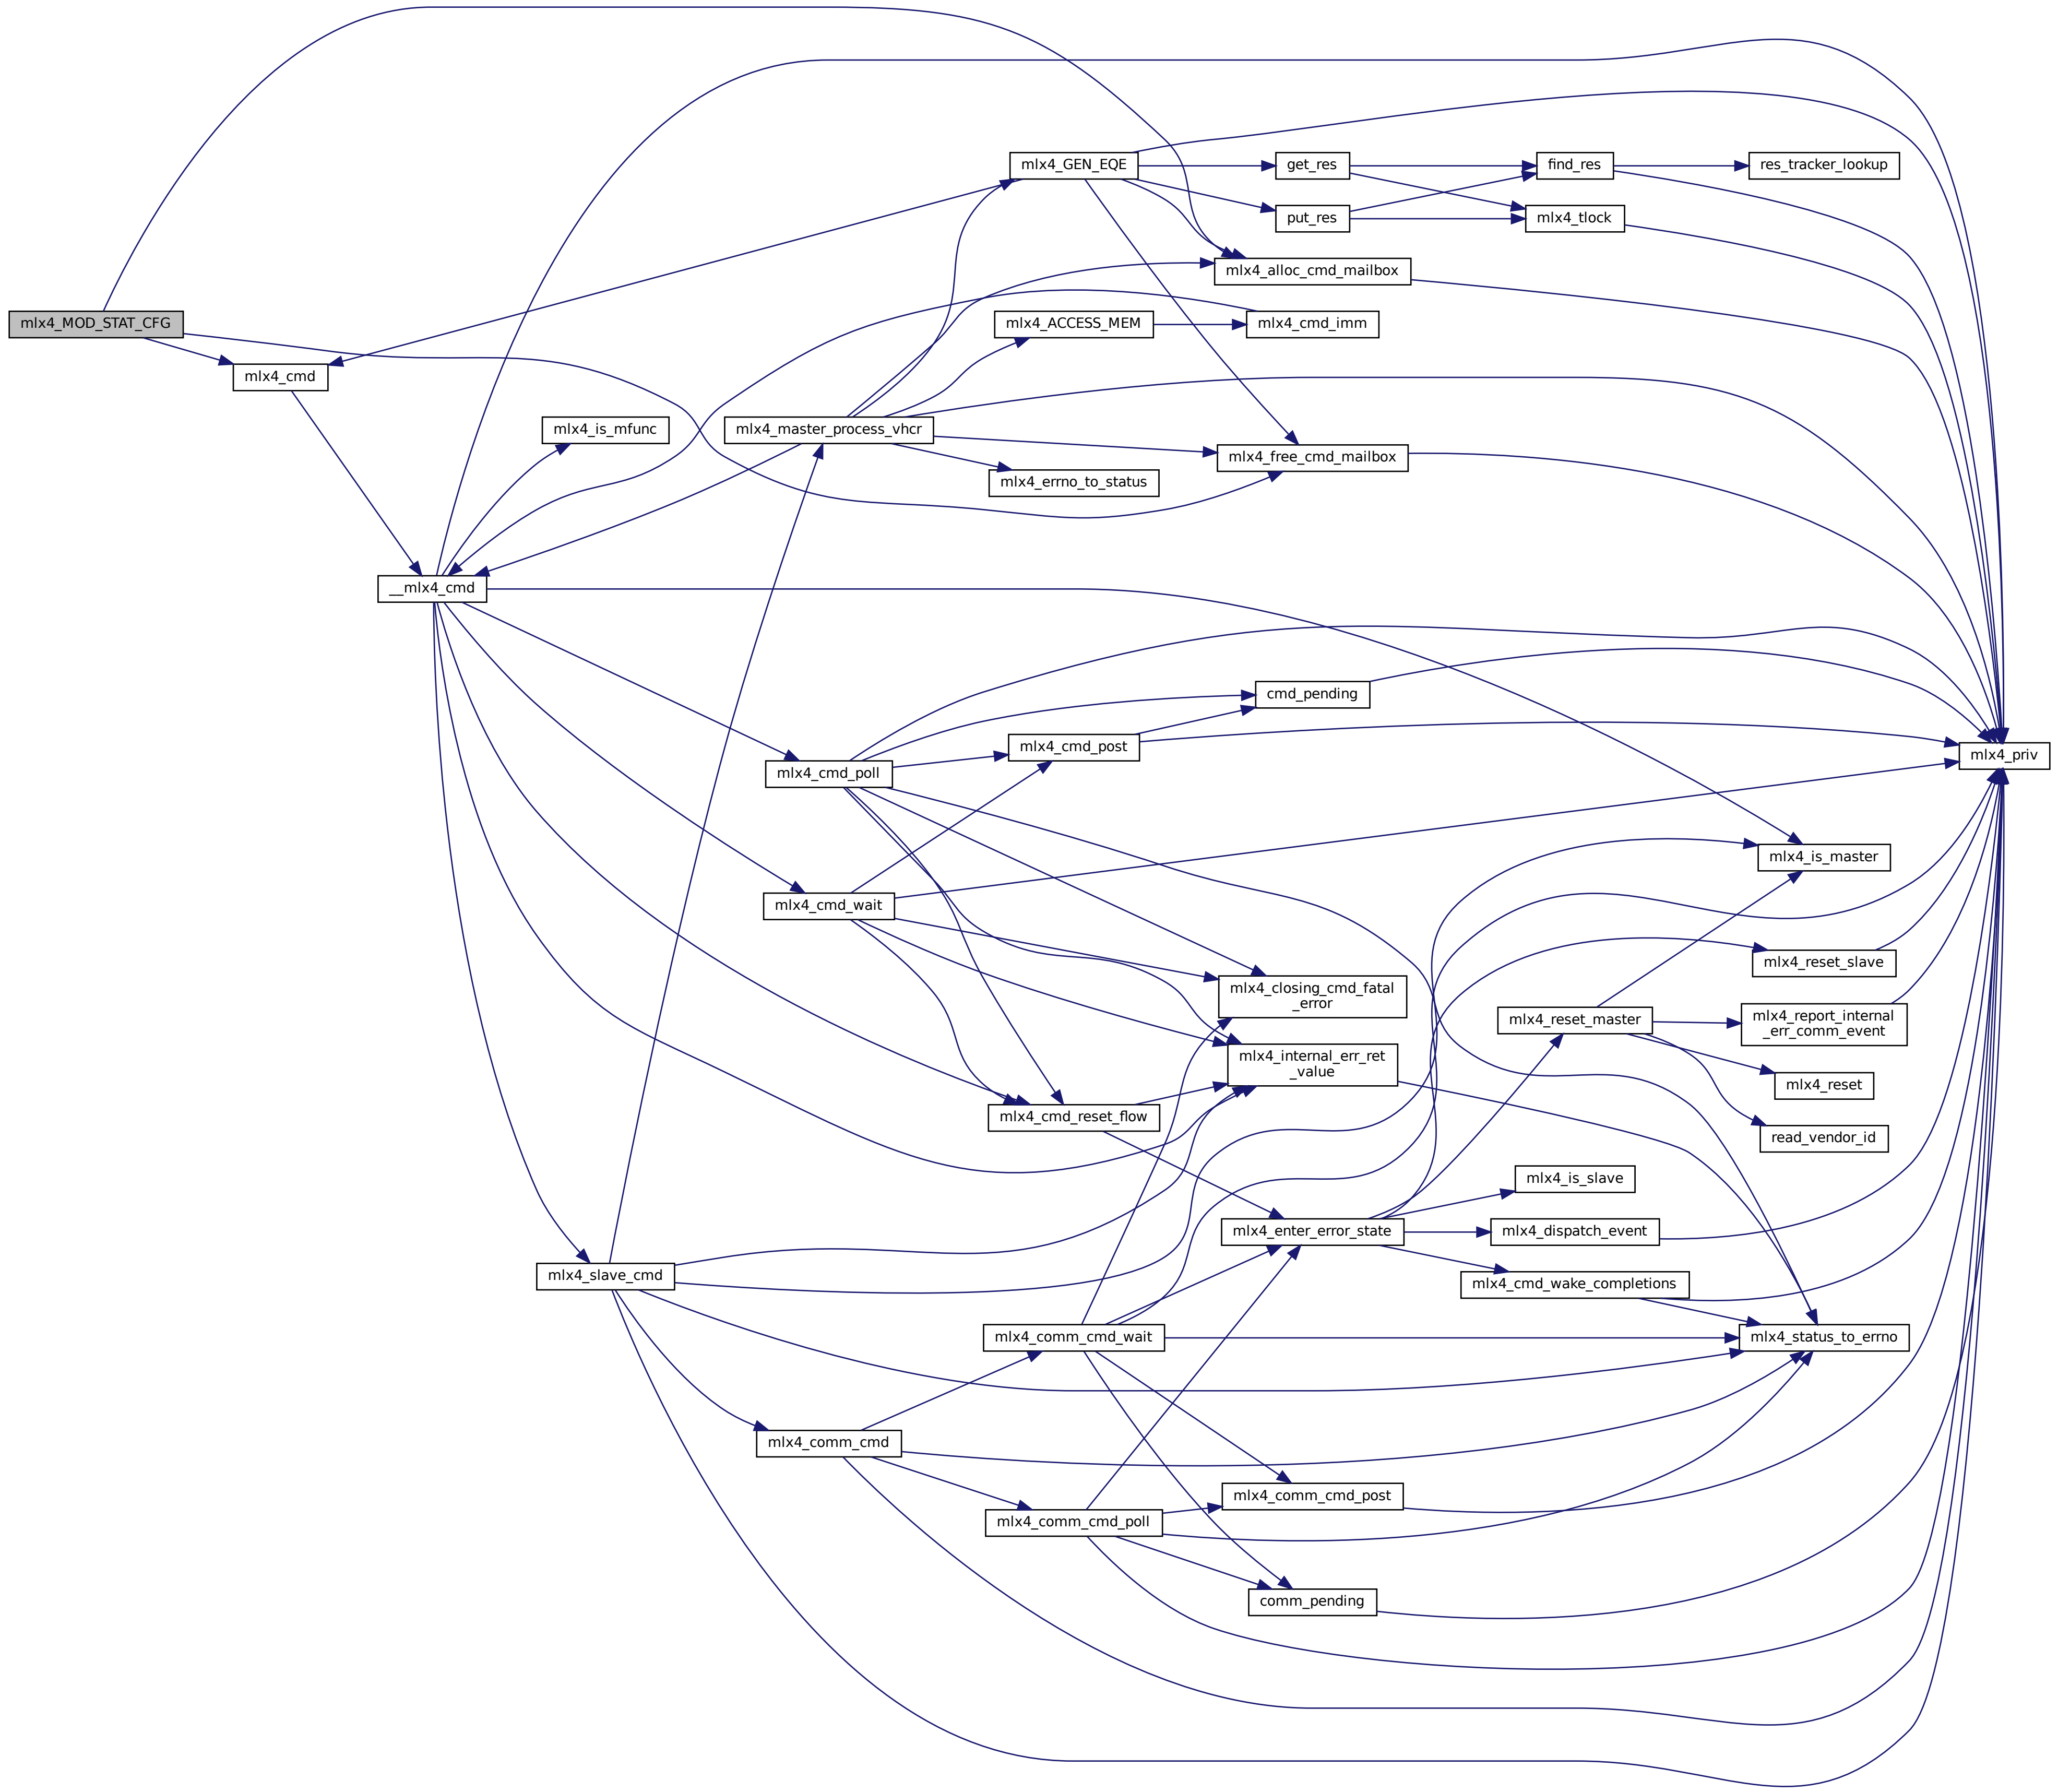 mlx4_MOD_STAT_CFG
mlx4_cmd
__mlx4_cmd
mlx4_is_mfunc
mlx4_slave_cmd
mlx4_master_process_vhcr
mlx4_cmd_poll
mlx4_cmd_wait
mlx4_comm_cmd
mlx4_GEN_EQE
mlx4_ACCESS_MEM
mlx4_errno_to_status
mlx4_cmd_post
mlx4_cmd_reset_flow
mlx4_comm_cmd_wait
mlx4_comm_cmd_poll
get_res
put_res
mlx4_alloc_cmd_mailbox
mlx4_cmd_imm
mlx4_free_cmd_mailbox
cmd_pending
mlx4_closing_cmd_fatal
_error
mlx4_internal_err_ret
_value
mlx4_enter_error_state
mlx4_comm_cmd_post
comm_pending
find_res
mlx4_tlock
mlx4_reset_master
mlx4_is_slave
mlx4_dispatch_event
mlx4_cmd_wake_completions
res_tracker_lookup
mlx4_is_master
mlx4_reset_slave
mlx4_report_internal
_err_comm_event
mlx4_reset
read_vendor_id
mlx4_status_to_errno
mlx4_priv